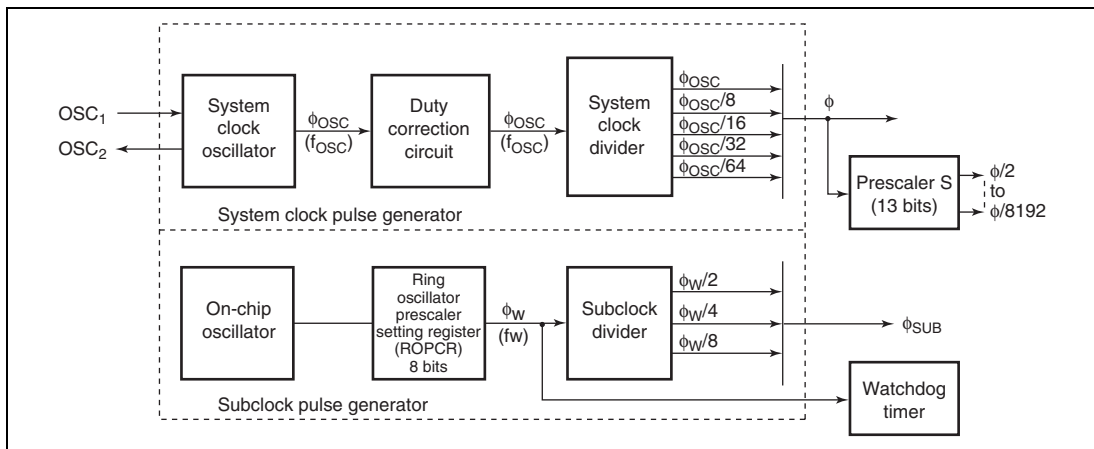 OSC₁
OSC₂
System
clock
oscillator
ϕOSC
(fOSC)
Duty
correction
circuit
ϕOSC
(fOSC)
System
clock
divider
ϕOSC
ϕOSC/8
ϕOSC/16
ϕOSC/32
ϕOSC/64
ϕ
Prescaler S
(13 bits)
ϕ/2
to
ϕ/8192
System clock pulse generator
On-chip
oscillator
Ring
oscillator
prescaler
setting register
(ROPCR)
8 bits
ϕW
(fw)
Subclock
divider
ϕW/2
ϕW/4
ϕW/8
ϕSUB
Watchdog
timer
Subclock pulse generator